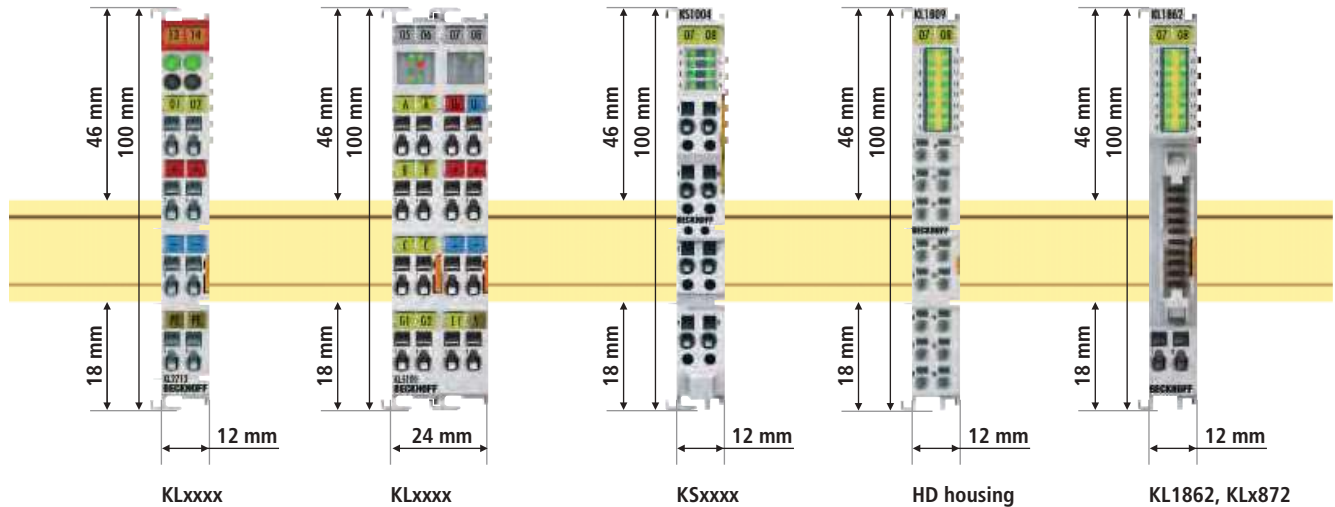 KS1004
KL1809
KL1862
13 14
05 06 07 08
07 08
07 08
07 08
46 mm
100 mm
46 mm
100 mm
46 mm
100 mm
46 mm
100 mm
46 mm
100 mm
01 02
A A
B B
C C
BECKHOFF
BECKHOFF
PE PE
G1 G2
18 mm
18 mm
18 mm
18 mm
18 mm
BECKHOFF
BECKHOFF
BECKHOFF
12 mm
24 mm
12 mm
12 mm
12 mm
KLxxxx
KLxxxx
KSxxxx
HD housing
KL1862, KLx872